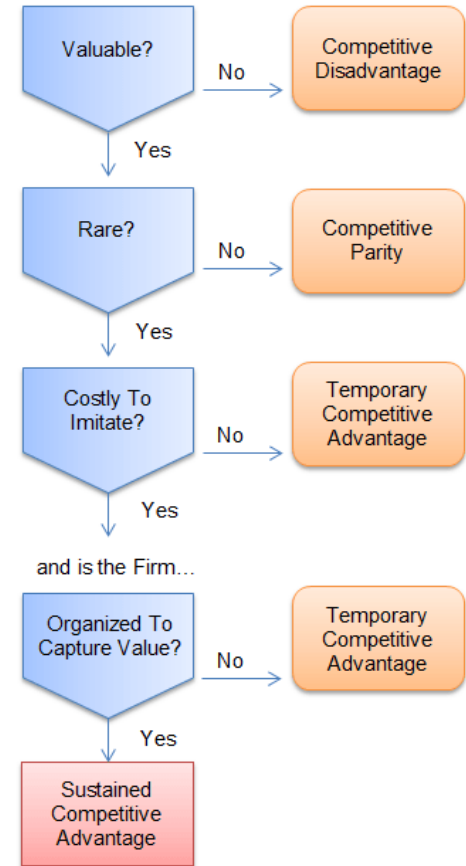 Valuable?
No
Competitive
Disadvantage
Yes
Rare?
No
Competitive
Parity
Yes
Costly To
Imitate?
No
Temporary
Competitive
Advantage
Yes
and is the Firm...
Organized To
Capture Value?
No
Temporary
Competitive
Advantage
Yes
Sustained
Competitive
Advantage